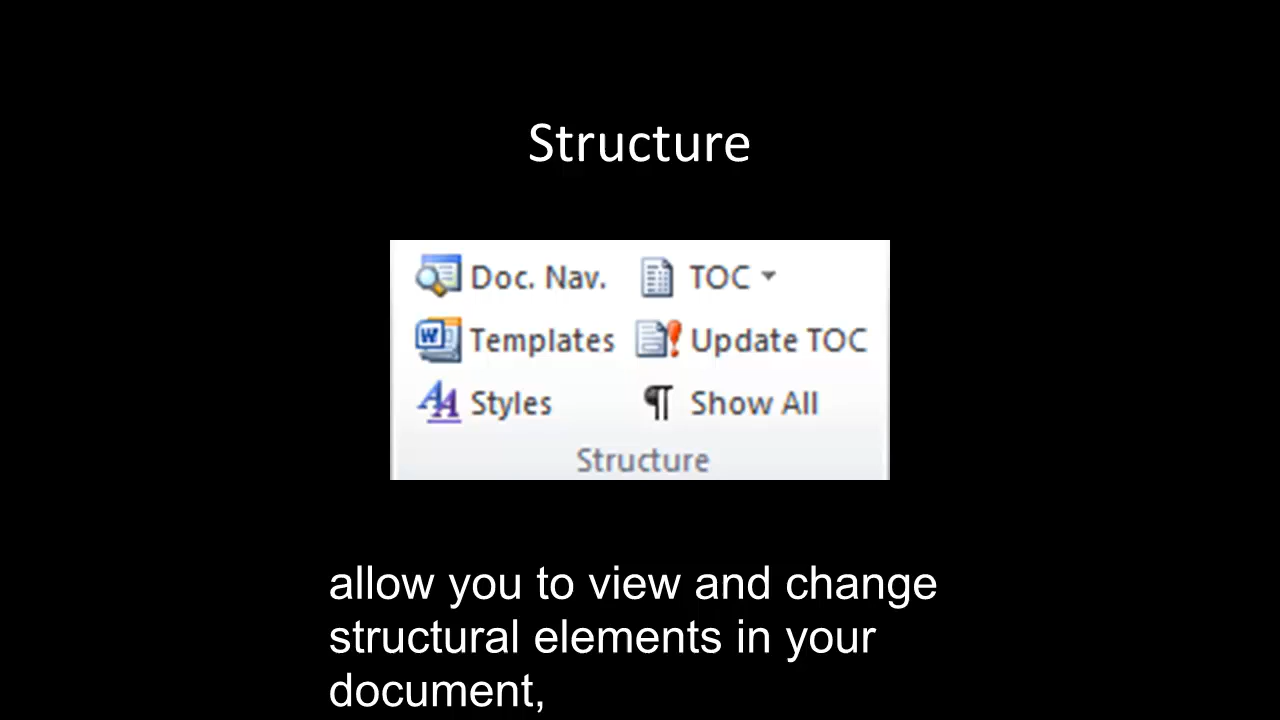 Structure
Doc. Nav. TOC
Templates Update TOC
Styles ¶ Show All
Structure
allow you to view and change
structural elements in your
document,